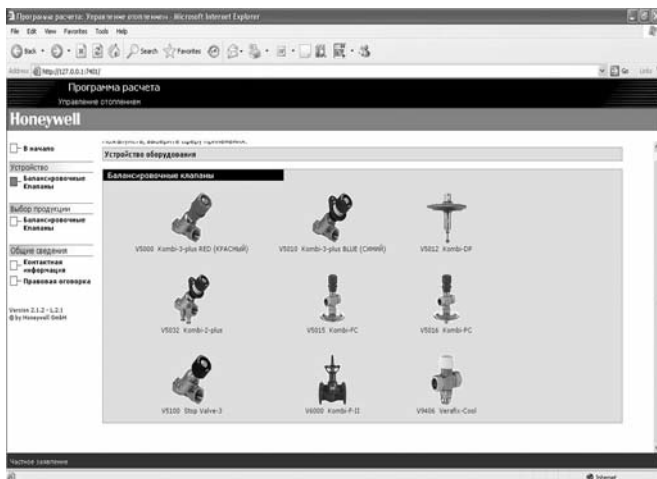 Программа расчета: Управление отоплением - Microsoft Internet Explorer
File Edit View Favorites Tools Help
Back Search Favorites
Address http://127.0.0.1:7401/ Go Links
Программа расчета
Управление отоплением
Honeywell
В начало
Устройство
Балансировочные
Клапаны
Выбор продукции
Балансировочные
Клапаны
Общие сведения
Контактная
информация
Правовая оговорка
Version 2.1.2 - L.2.1
© by Honeywell GmbH
Устройство оборудования
Балансировочные клапаны
V5000 Kombi-3-plus RED (КРАСНЫЙ) V5010 Kombi-3-plus BLUE (СИНИЙ) V5012 Kombi-DP
V5032 Kombi-2-plus V5015 Kombi-FC V5016 Kombi-PC
V5100 Stop Valve-3 V6000 Kombi-F-II V9406 Verafix-Cool
Частное заявление
Internet